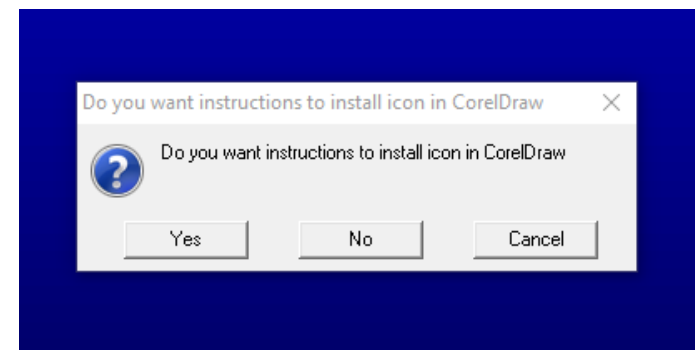 Do you want instructions to install icon in CorelDraw
?
Do you want instructions to install icon in CorelDraw
Yes
No
Cancel